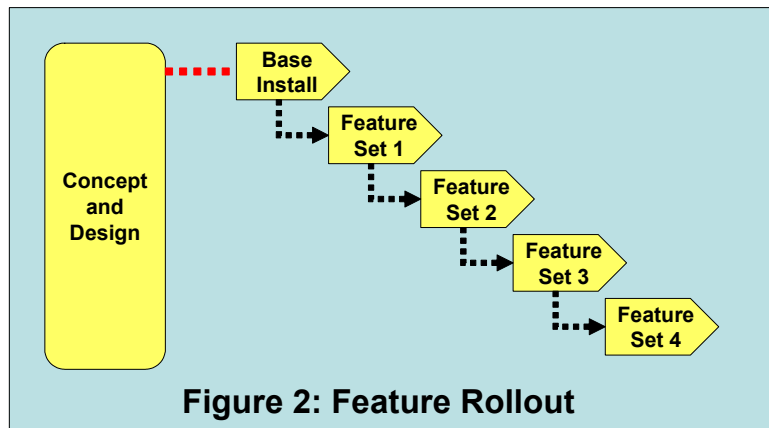 Concept
and
Design
Base
Install
Feature
Set 1
Feature
Set 2
Feature
Set 3
Feature
Set 4
Figure 2: Feature Rollout